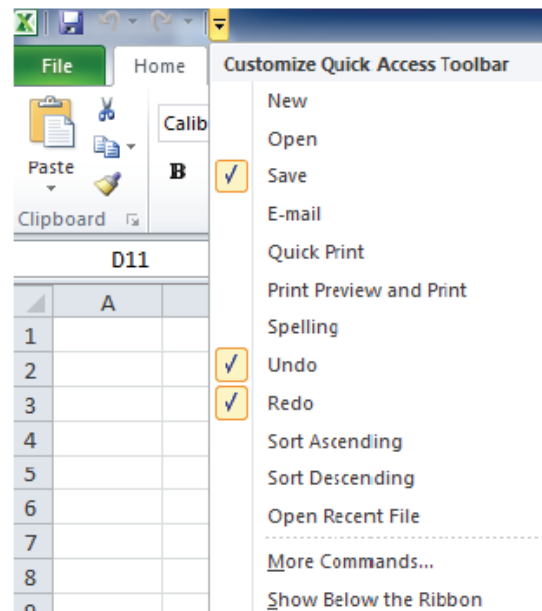 File Home
Customize Quick Access Toolbar
New
Open
Save
E-mail
Quick Print
Print Preview and Print
Spelling
Undo
Redo
Sort Ascending
Sort Descending
Open Recent File
More Commands...
Show Below the Ribbon
Calib
B
Paste
Clipboard
D11
A
1
2
3
4
5
6
7
8
9